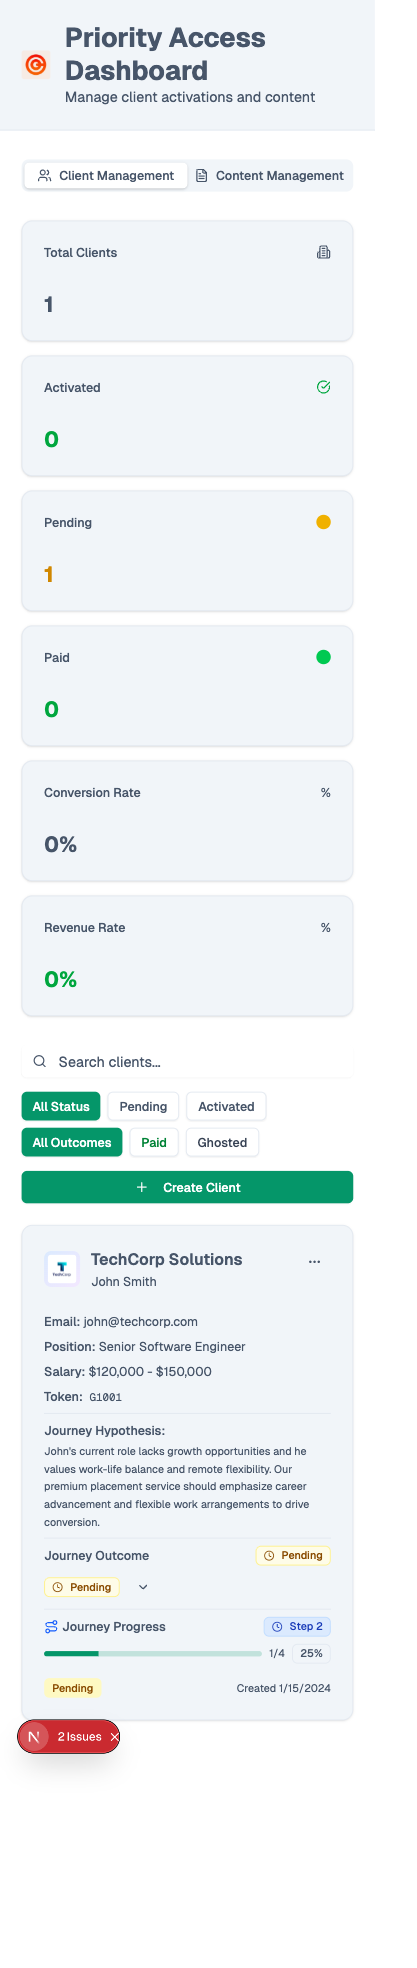 Priority Access
Dashboard
Manage client activations and content
Client Management
Content Management
Total Clients
1
Activated
0
Pending
1
Paid
0
Conversion Rate
%
0%
Revenue Rate
%
0%
Search clients...
All Status
Pending
Activated
All Outcomes
Paid
Ghosted
Create Client
TechCorp
TechCorp Solutions
John Smith
Email: john@techcorp.com
Position: Senior Software Engineer
Salary: $120,000 - $150,000
Token: G1001
Journey Hypothesis:
John's current role lacks growth opportunities and he
values work-life balance and remote flexibility. Our
premium placement service should emphasize career
advancement and flexible work arrangements to drive
conversion.
Journey Outcome
Pending
Pending
Journey Progress
Step 2
1/4
25%
Pending
Created 1/15/2024
N
2 Issues